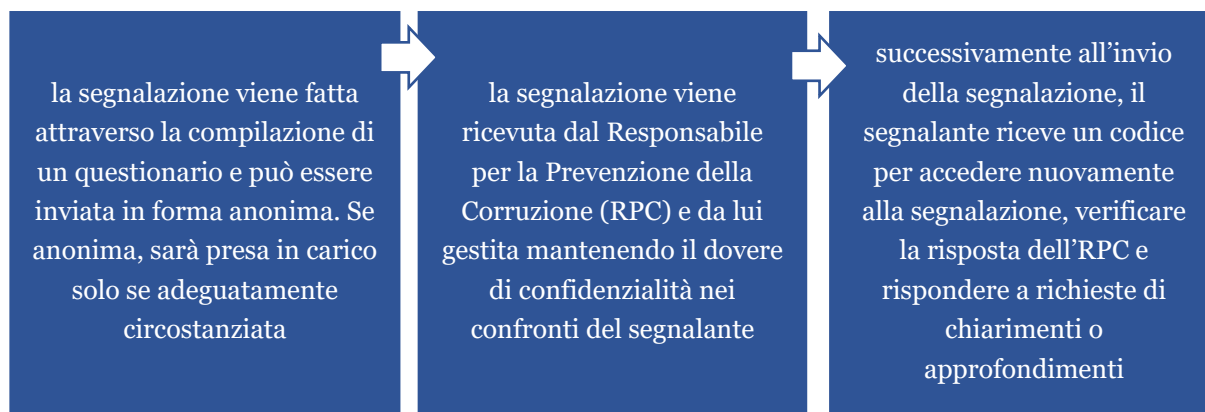 la segnalazione viene fatta
attraverso la compilazione di
un questionario e può essere
inviata in forma anonima. Se
anonima, sarà presa in carico
solo se adeguatamente
circostanziata
la segnalazione viene
ricevuta dal Responsabile
per la Prevenzione della
Corruzione (RPC) e da lui
gestita mantenendo il dovere
di confidenzialità nei
confronti del segnalante
successivamente all’invio
della segnalazione, il
segnalante riceve un codice
per accedere nuovamente
alla segnalazione, verificare
la risposta dell’RPC e
rispondere a richieste di
chiarimenti o
approfondimenti